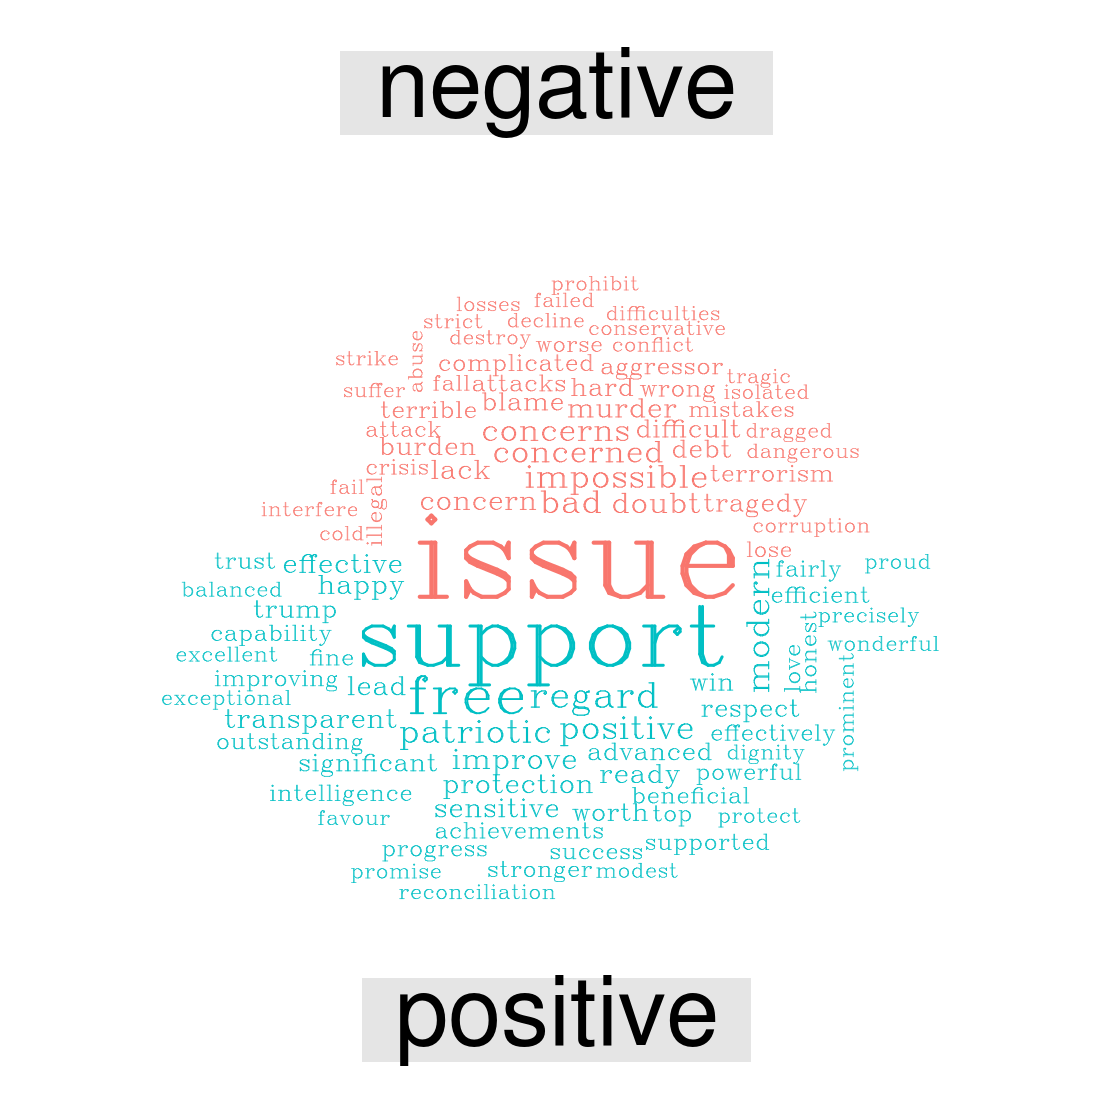 negative
prohibit
losses failed
strict decline difficulties
conservative
destroy worse conflict
strike abuse complicated aggressor
suffer fall attacks hard wrong tragic
isolated
terrible blame murder mistakes
attack concerns difficult dragged
burden concerned debt dangerous
crisis lack impossible terrorism
fail illegal concern bad doubt tragedy
interfere
cold issue corruption
lose
trust effective modern fairly proud
balanced happy efficient
trump support honest precisely
capability love wonderful
excellent fine
improving lead free regard win prominent
exceptional
transparent patriotic positive respect
outstanding effectively
significant improve advanced dignity
protection ready powerful
intelligence sensitive worth top beneficial
favour protect
achievements
progress success supported
promise stronger modest
reconciliation
positive